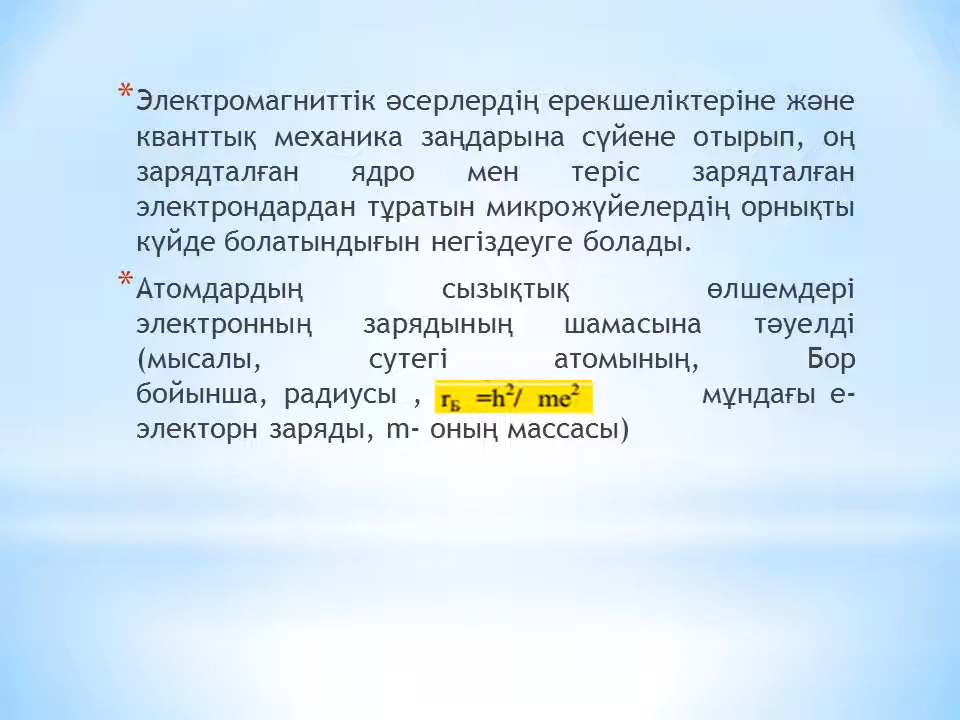 * Электромагниттік әсерлердің ерекшеліктеріне және
кванттық механика заңдарына сүйене отырып, оң
зарядталған ядро мен теріс зарядталған
электрондардан тұратын микрожүйелердің орнықты
күйде болатындығын негіздеуге болады.
* Атомдардың сызықтық өлшемдері
электронның зарядының шамасына тәуелді
(мысалы, сутегі атомының, Бор
бойынша, радиусы , rБ =h²/ me² мұндағы е-
электорн заряды, m- оның массасы)